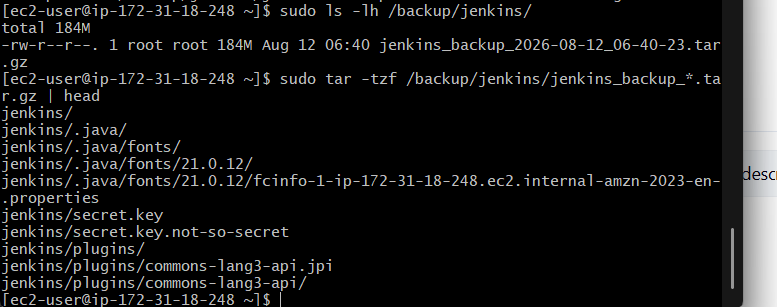 [ec2-user@ip-172-31-18-248 ~]$ sudo ls -lh /backup/jenkins/
total 184M
-rw-r--r--. 1 root root 184M Aug 12 06:40 jenkins_backup_2026-08-12_06-40-23.tar
.gz
[ec2-user@ip-172-31-18-248 ~]$ sudo tar -tzf /backup/jenkins/jenkins_backup_*.ta
r.gz | head
jenkins/
jenkins/.java/
jenkins/.java/fonts/
jenkins/.java/fonts/21.0.12/
jenkins/.java/fonts/21.0.12/fcinfo-1-ip-172-31-18-248.ec2.internal-amzn-2023-en-
.properties
jenkins/secret.key
jenkins/secret.key.not-so-secret
jenkins/plugins/
jenkins/plugins/commons-lang3-api.jpi
jenkins/plugins/commons-lang3-api/
[ec2-user@ip-172-31-18-248 ~]$
descr